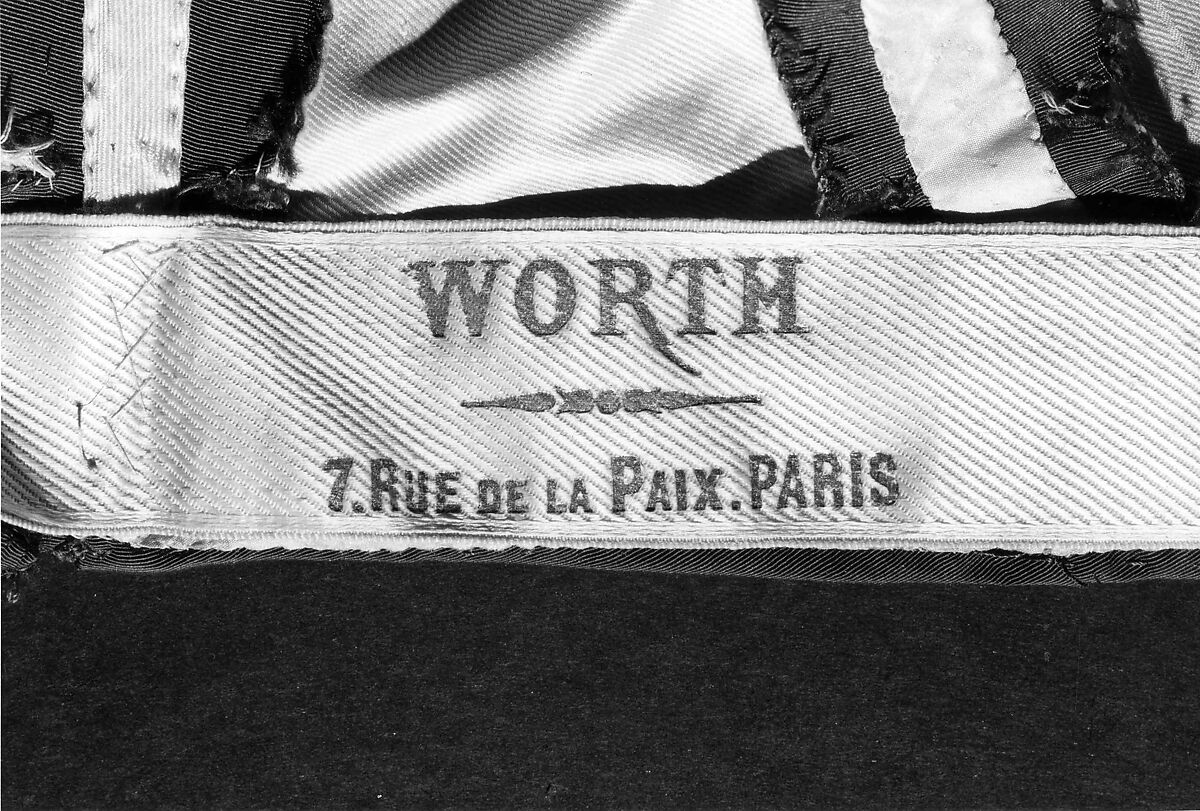 WORTH
7. RUE DE LA PAIX. PARIS